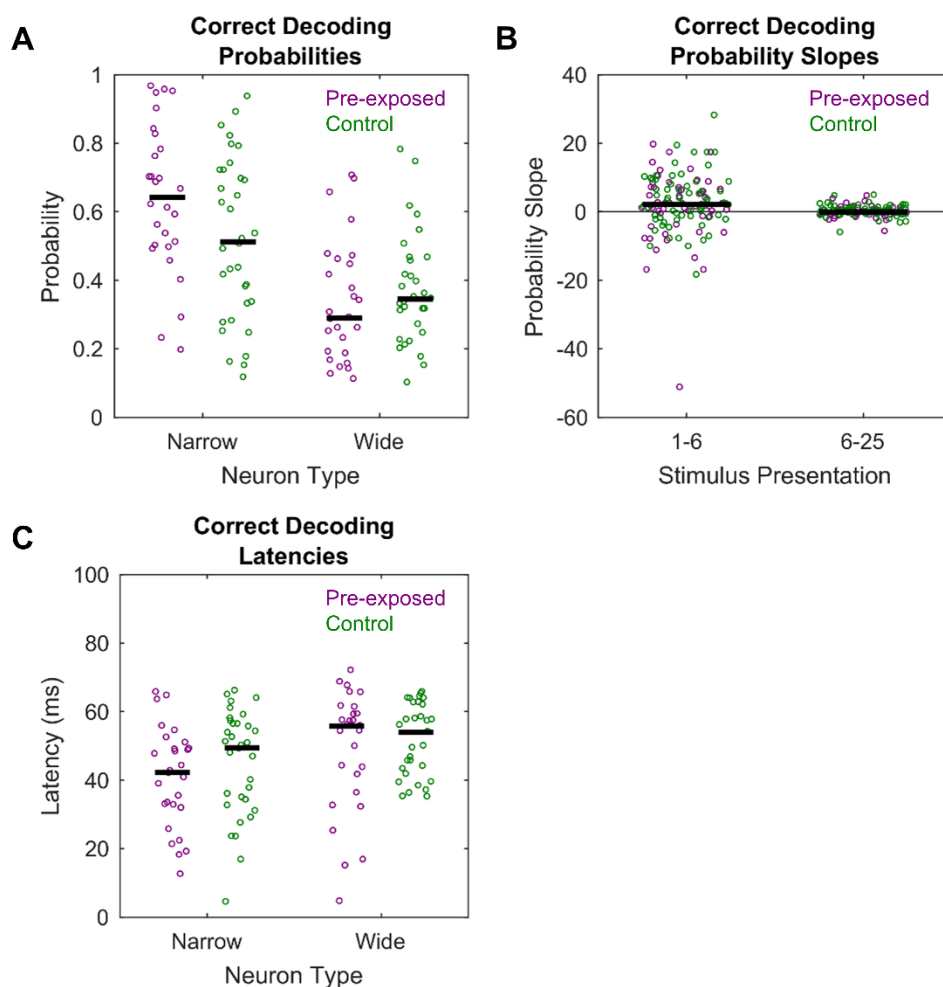 A
Correct Decoding
Probabilities
Pre-exposed
Control
1
0.8
0.6
0.4
0.2
0
Probability
Narrow
Wide
Neuron Type
B
Correct Decoding
Probability Slopes
Pre-exposed
Control
40
20
0
-20
-40
-60
Probability Slope
1-6
6-25
Stimulus Presentation
C
Correct Decoding
Latencies
Pre-exposed
Control
100
80
60
40
20
0
Latency (ms)
Narrow
Wide
Neuron Type